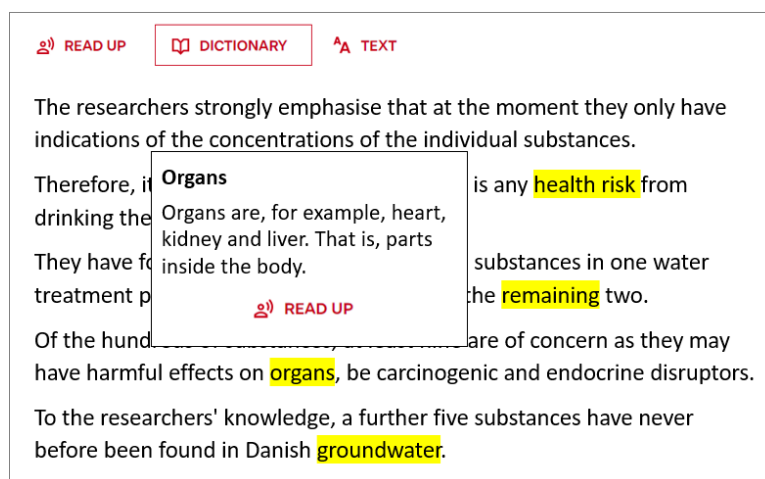 READ UP DICTIONARY AA TEXT
The researchers strongly emphasise that at the moment they only have
indications of the concentrations of the individual substances.
Therefore, it is any health risk from
drinking the
They have fo substances in one water
treatment p the remaining two.
Organs
Organs are, for example, heart,
kidney and liver. That is, parts
inside the body.
READ UP
Of the hund are of concern as they may
have harmful effects on organs, be carcinogenic and endocrine disruptors.
To the researchers' knowledge, a further five substances have never
before been found in Danish groundwater.